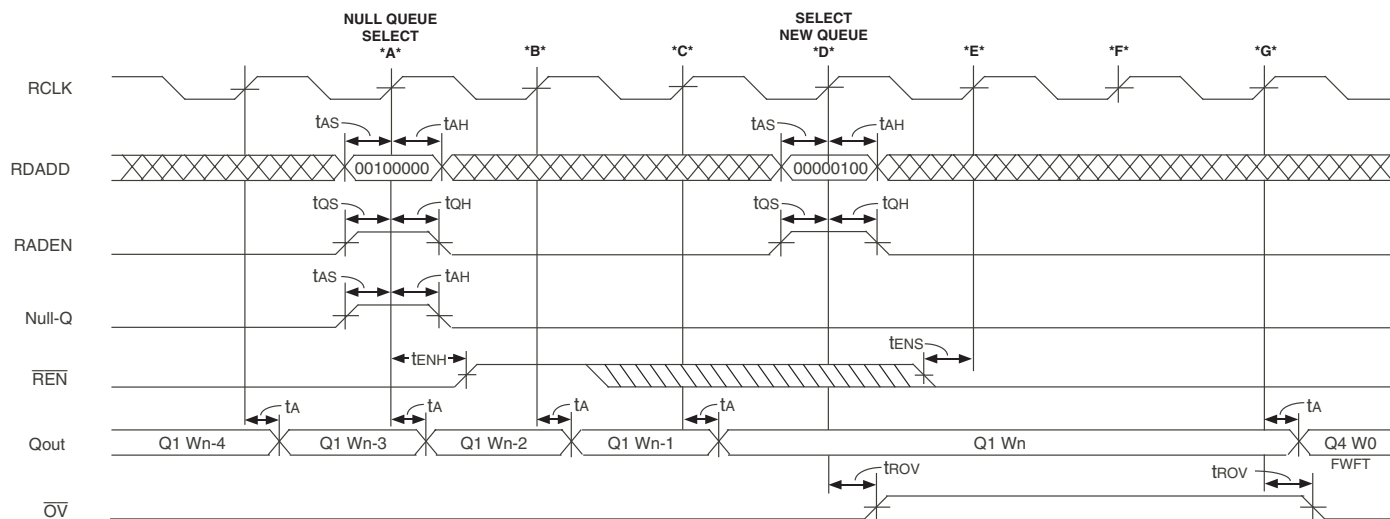 NULL QUEUE
SELECT
*A*
*B*
*C*
SELECT
NEW QUEUE
*D*
*E*
*F*
*G*
RCLK
tAS
tAH
tAS
tAH
RDADD
00100000
00000100
tQS
tQH
tQS
tQH
RADEN
tAS
tAH
Null-Q
tENH
tENS
REN
tA
tA
tA
tA
tA
Qout
Q1 Wn-4
Q1 Wn-3
Q1 Wn-2
Q1 Wn-1
Q1 Wn
Q4 W0
FWFT
tROV
tROV
OV